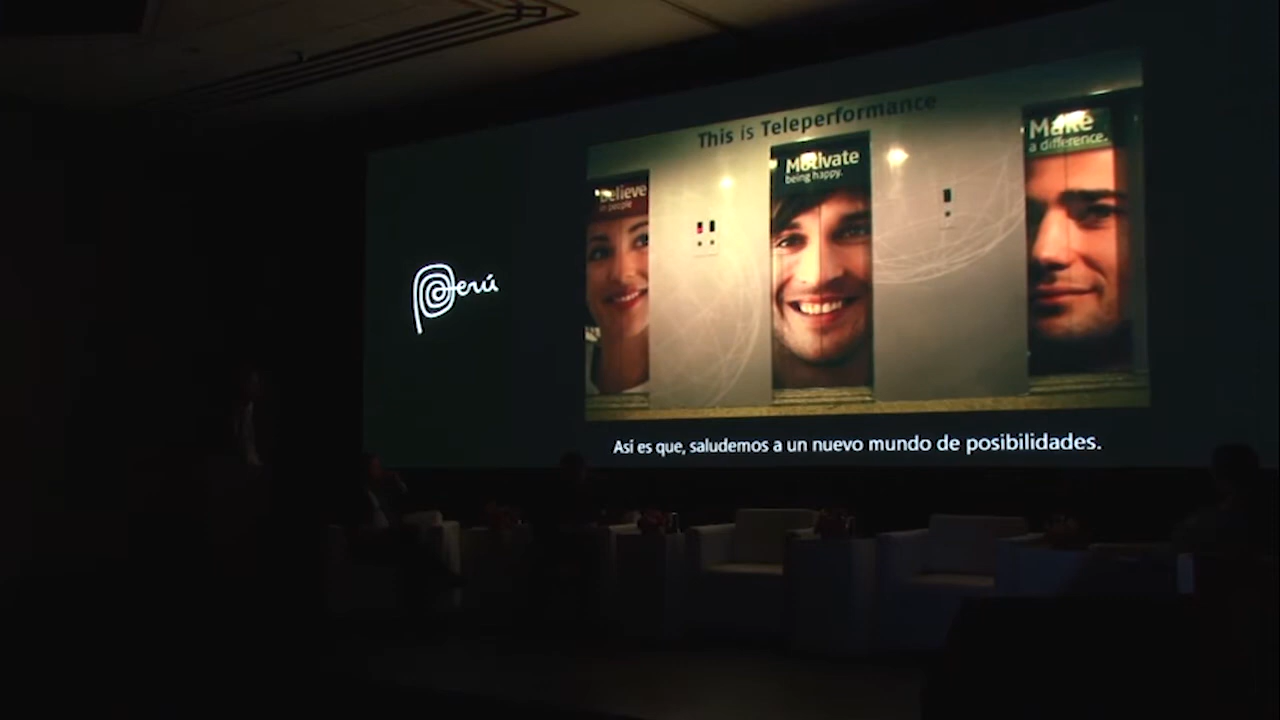 This is Teleperformance
Believe
in people
Motivate
being happy.
Make
a difference.
Perú
Así es que, saludemos a un nuevo mundo de posibilidades.